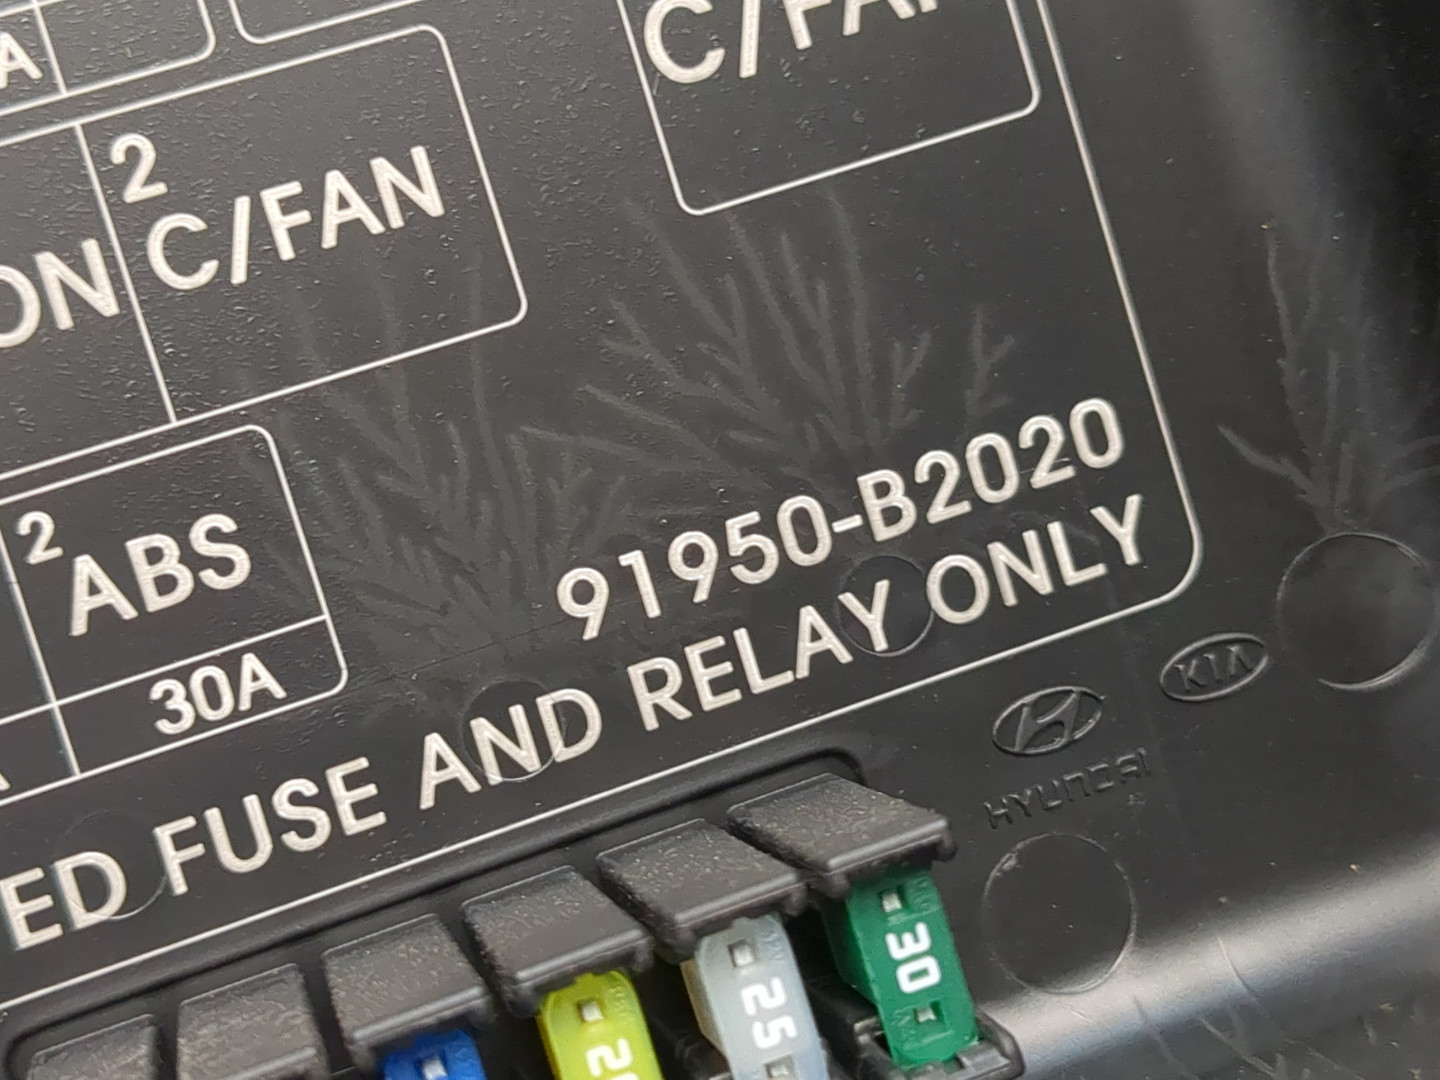 C/FAN
2
C/FAN
ON
2
ABS
30A
91950-B2020
ED FUSE AND RELAY ONLY
KIA
HYUNDAI
30
25